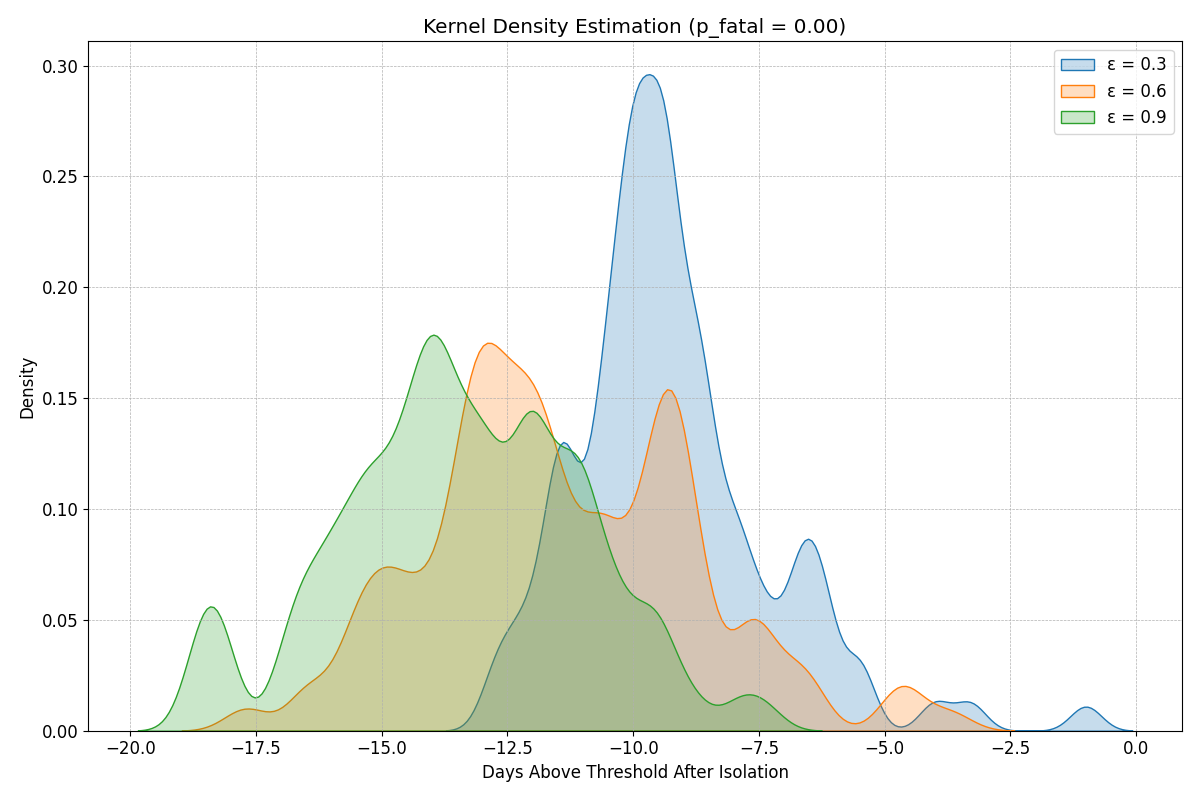 Kernel Density Estimation (p_fatal = 0.00)
ε = 0.3
ε = 0.6
ε = 0.9
Density
0.30
0.25
0.20
0.15
0.10
0.05
0.00
−20.0 −17.5 −15.0 −12.5 −10.0 −7.5 −5.0 −2.5 0.0
Days Above Threshold After Isolation